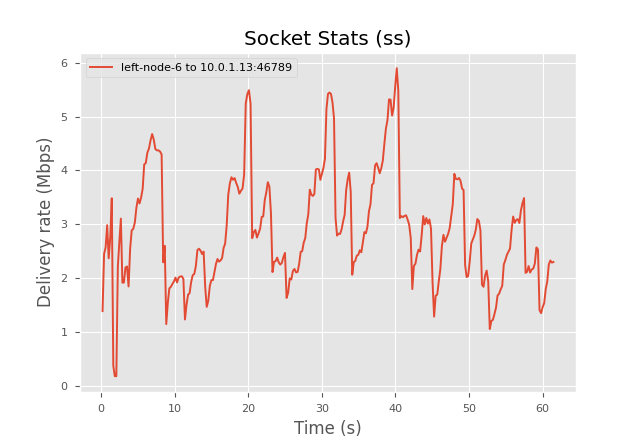 Socket Stats (ss)
left-node-6 to 10.0.1.13:46789
Delivery rate (Mbps)
6
5
4
3
2
1
0
0 10 20 30 40 50 60
Time (s)